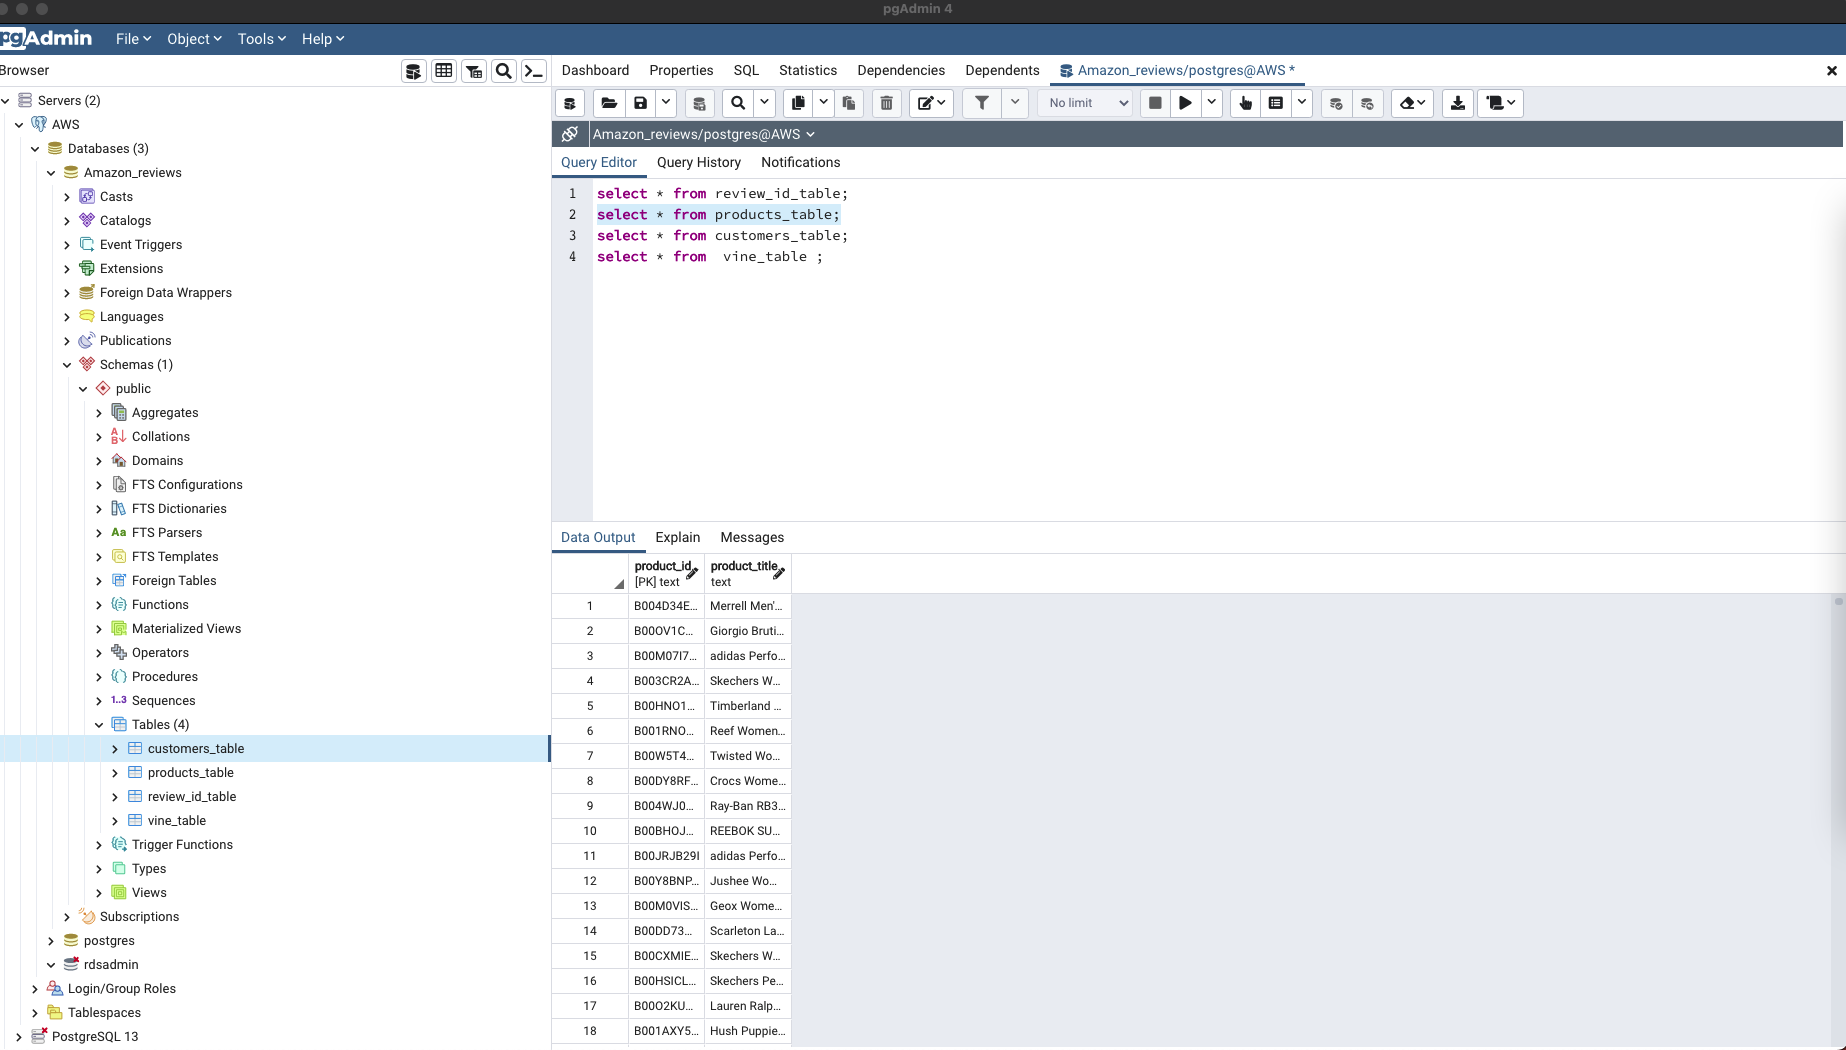 pgAdmin 4
pgAdmin File Object Tools Help
Browser
Dashboard Properties SQL Statistics Dependencies Dependents Amazon_reviews/postgres@AWS *
No limit
Amazon_reviews/postgres@AWS
Query Editor Query History Notifications
1 select * from review_id_table;
2 select * from products_table;
3 select * from customers_table;
4 select * from vine_table ;
Servers (2)
AWS
Databases (3)
Amazon_reviews
Casts
Catalogs
Event Triggers
Extensions
Foreign Data Wrappers
Languages
Publications
Schemas (1)
public
Aggregates
Collations
Domains
FTS Configurations
FTS Dictionaries
Aa FTS Parsers
FTS Templates
Foreign Tables
Functions
Materialized Views
Operators
Procedures
1..3 Sequences
Tables (4)
customers_table
products_table
review_id_table
vine_table
Trigger Functions
Types
Views
Subscriptions
postgres
rdsadmin
Login/Group Roles
Tablespaces
PostgreSQL 13
Data Output Explain Messages
product_id product_title
[PK] text text
1 B004D34E... Merrell Men'...
2 B00OV1C... Giorgio Bruti...
3 B00M07I7... adidas Perfo...
4 B003CR2A... Skechers W...
5 B00HNO1... Timberland ...
6 B001RNO... Reef Women...
7 B00W5T4... Twisted Wo...
8 B00DY8RF... Crocs Wome...
9 B004WJ0... Ray-Ban RB3...
10 B00BHOJ... REEBOK SU...
11 B00JRJB29I adidas Perfo...
12 B00Y8BNP... Jushee Wo...
13 B00M0VIS... Geox Wome...
14 B00DD73... Scarleton La...
15 B00CXMIE... Skechers W...
16 B00HSICL... Skechers Pe...
17 B00O2KU... Lauren Ralp...
18 B001AXY5... Hush Puppie...